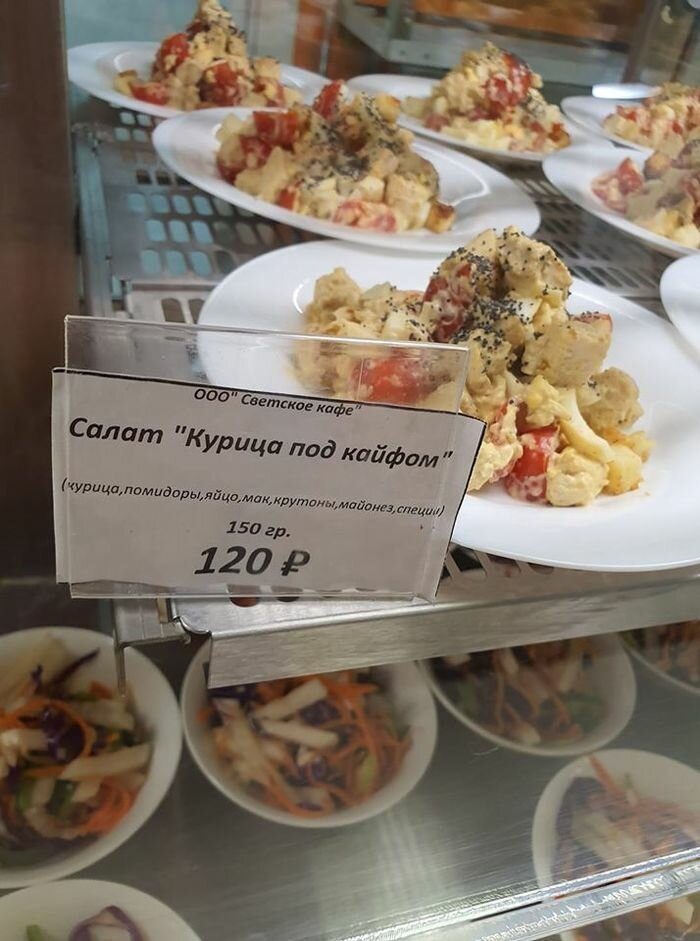 ООО" Светское кафе"
Салат "Курица под кайфом"
(курица,помидоры,яйцо,мак,крутоны,майонез,специи)
150 гр.
120 ₽